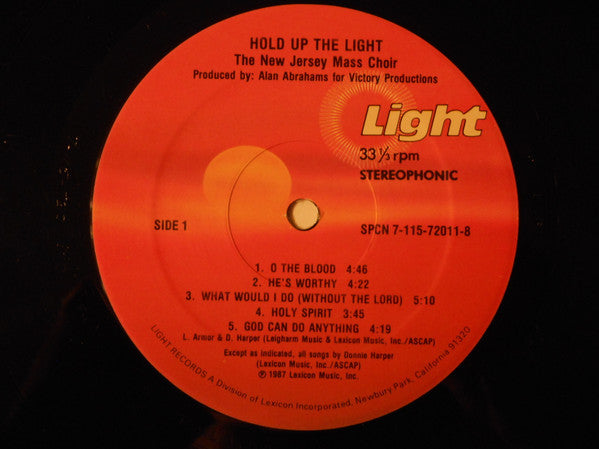 HOLD UP THE LIGHT
The New Jersey Mass Choir
Produced by: Alan Abrahams for Victory Productions
Light
33 ⅓ rpm
STEREOPHONIC
SIDE 1
SPCN 7-115-72011-8
1. O THE BLOOD 4:46
2. HE'S WORTHY 4:22
3. WHAT WOULD I DO (WITHOUT THE LORD) 5:10
4. HOLY SPIRIT 3:45
5. GOD CAN DO ANYTHING 4:19
L. Armor & D. Harper (Leigharm Music & Lexicon Music, Inc./ASCAP)
Except as indicated, all songs by Donnie Harper
(Lexicon Music, Inc./ASCAP)
℗ 1987 Lexicon Music, Inc.
LIGHT RECORDS A Division of Lexicon Incorporated, Newbury Park, California 91320